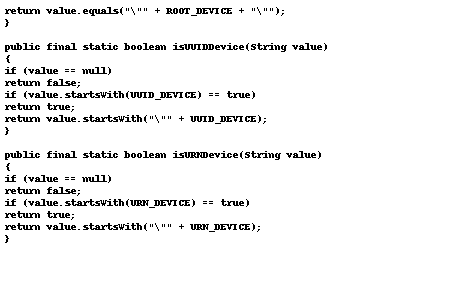 return value.equals("\"" + ROOT_DEVICE + "\"");
}
public final static boolean isUUIDDevice(String value)
{
if (value == null)
return false;
if (value.startsWith(UUID_DEVICE) == true)
return true;
return value.startsWith("\"" + UUID_DEVICE);
}
public final static boolean isURNDevice(String value)
{
if (value == null)
return false;
if (value.startsWith(URN_DEVICE) == true)
return true;
return value.startsWith("\"" + URN_DEVICE);
}